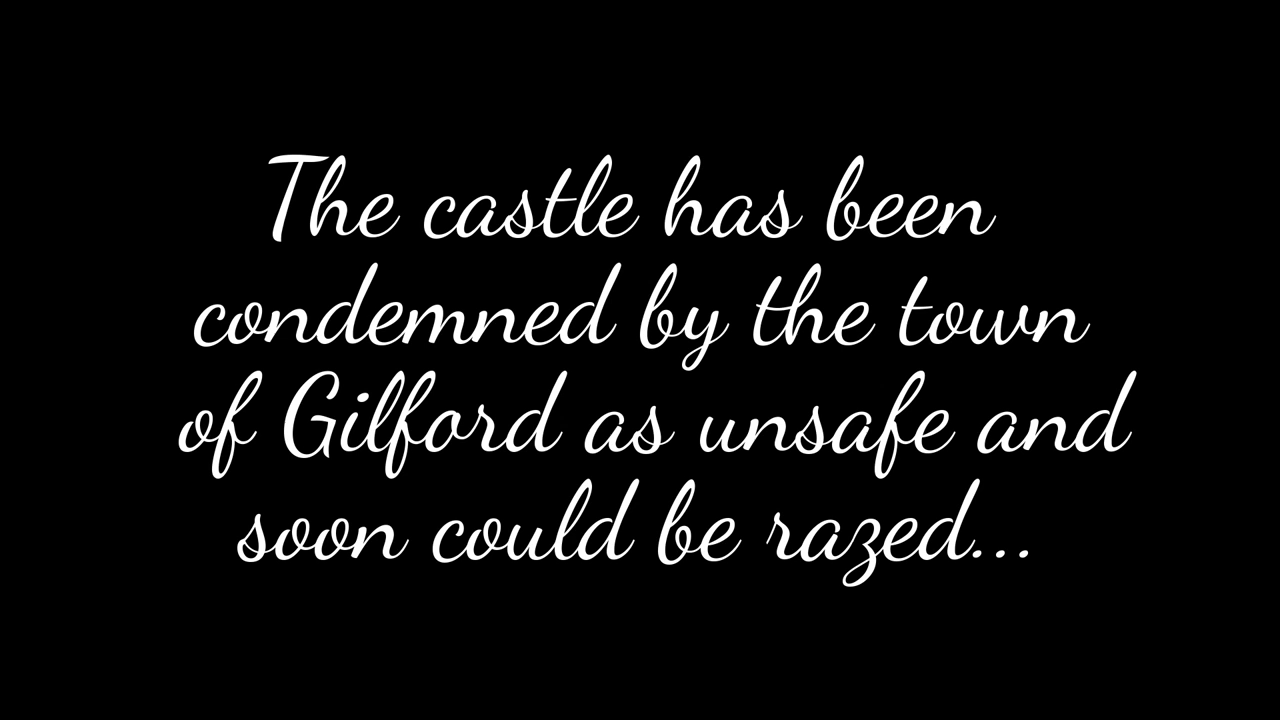 The castle has been
condemned by the town
of Gilford as unsafe and
soon could be razed...